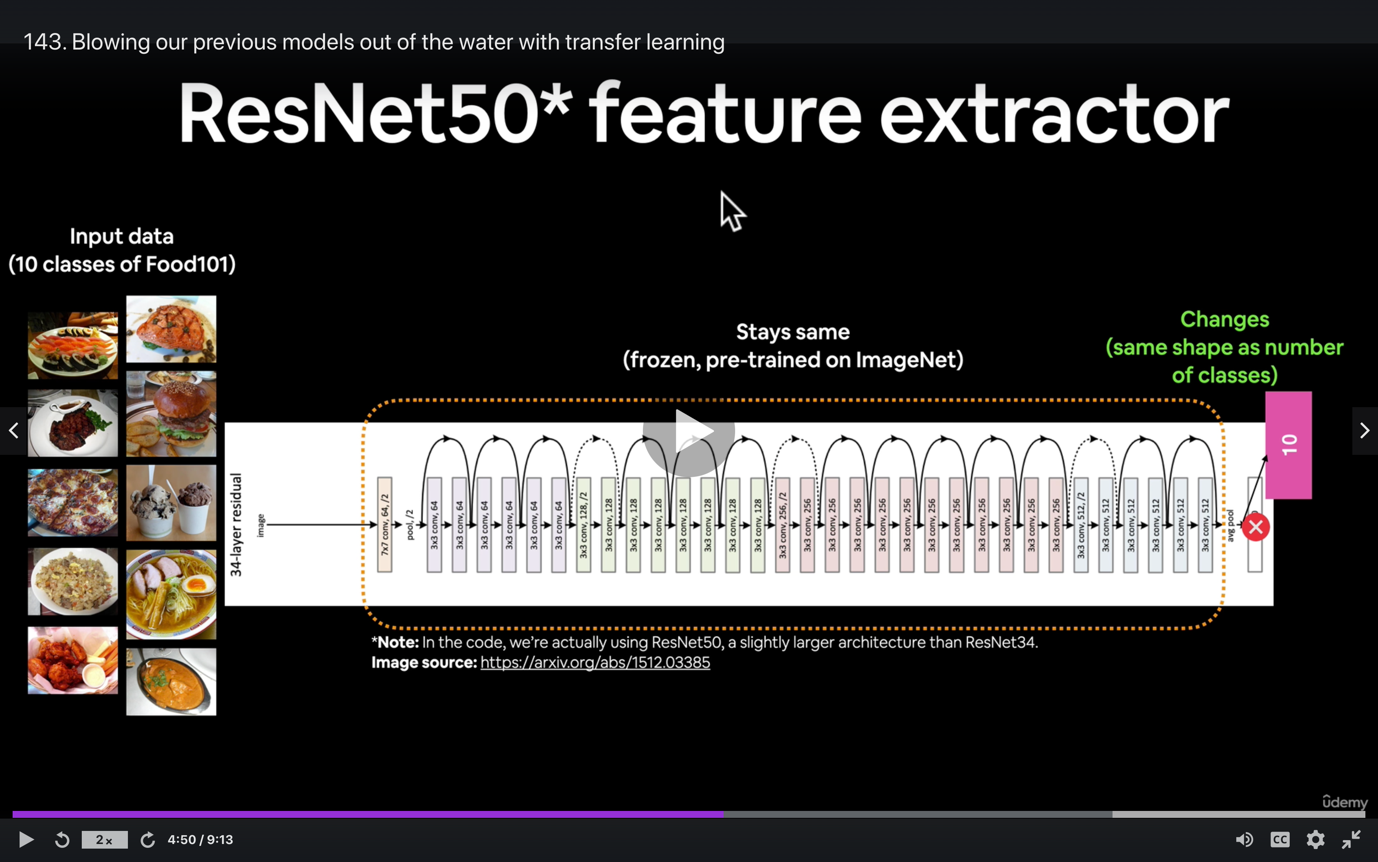 143. Blowing our previous models out of the water with transfer learning
ResNet50* feature extractor
Input data
(10 classes of Food101)
Stays same
(frozen, pre-trained on ImageNet)
Changes
(same shape as number
of classes)
34-layer residual
image
7x7 conv, 64, /2
pool, /2
3x3 conv, 64
3x3 conv, 64
3x3 conv, 64
3x3 conv, 64
3x3 conv, 64
3x3 conv, 64
3x3 conv, 128, /2
3x3 conv, 128
3x3 conv, 128
3x3 conv, 128
3x3 conv, 128
3x3 conv, 128
3x3 conv, 128
3x3 conv, 128
3x3 conv, 256, /2
3x3 conv, 256
3x3 conv, 256
3x3 conv, 256
3x3 conv, 256
3x3 conv, 256
3x3 conv, 256
3x3 conv, 256
3x3 conv, 256
3x3 conv, 256
3x3 conv, 256
3x3 conv, 256
3x3 conv, 512, /2
3x3 conv, 512
3x3 conv, 512
3x3 conv, 512
3x3 conv, 512
3x3 conv, 512
avg pool
10
*Note: In the code, we're actually using ResNet50, a slightly larger architecture than ResNet34.
Image source: https://arxiv.org/abs/1512.03385
ûdemy
2x
4:50 / 9:13
CC